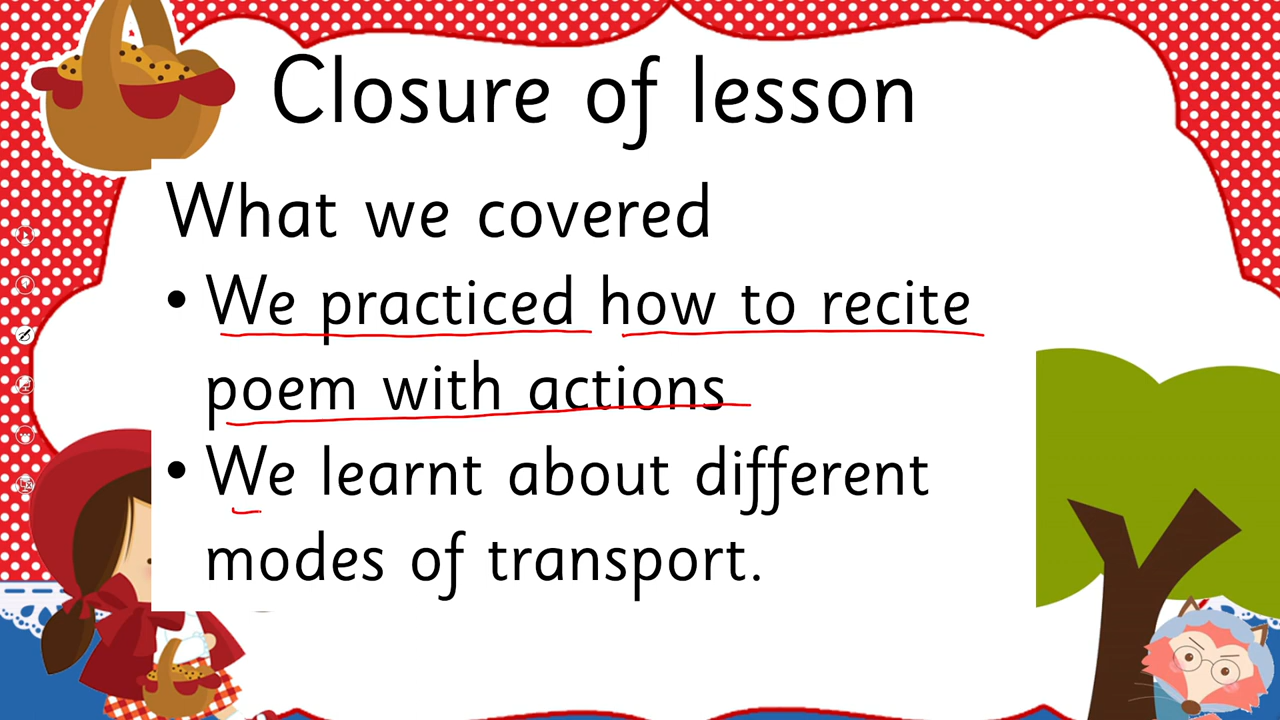 Closure of lesson
What we covered
• We practiced how to recite
poem with actions
• We learnt about different
modes of transport.